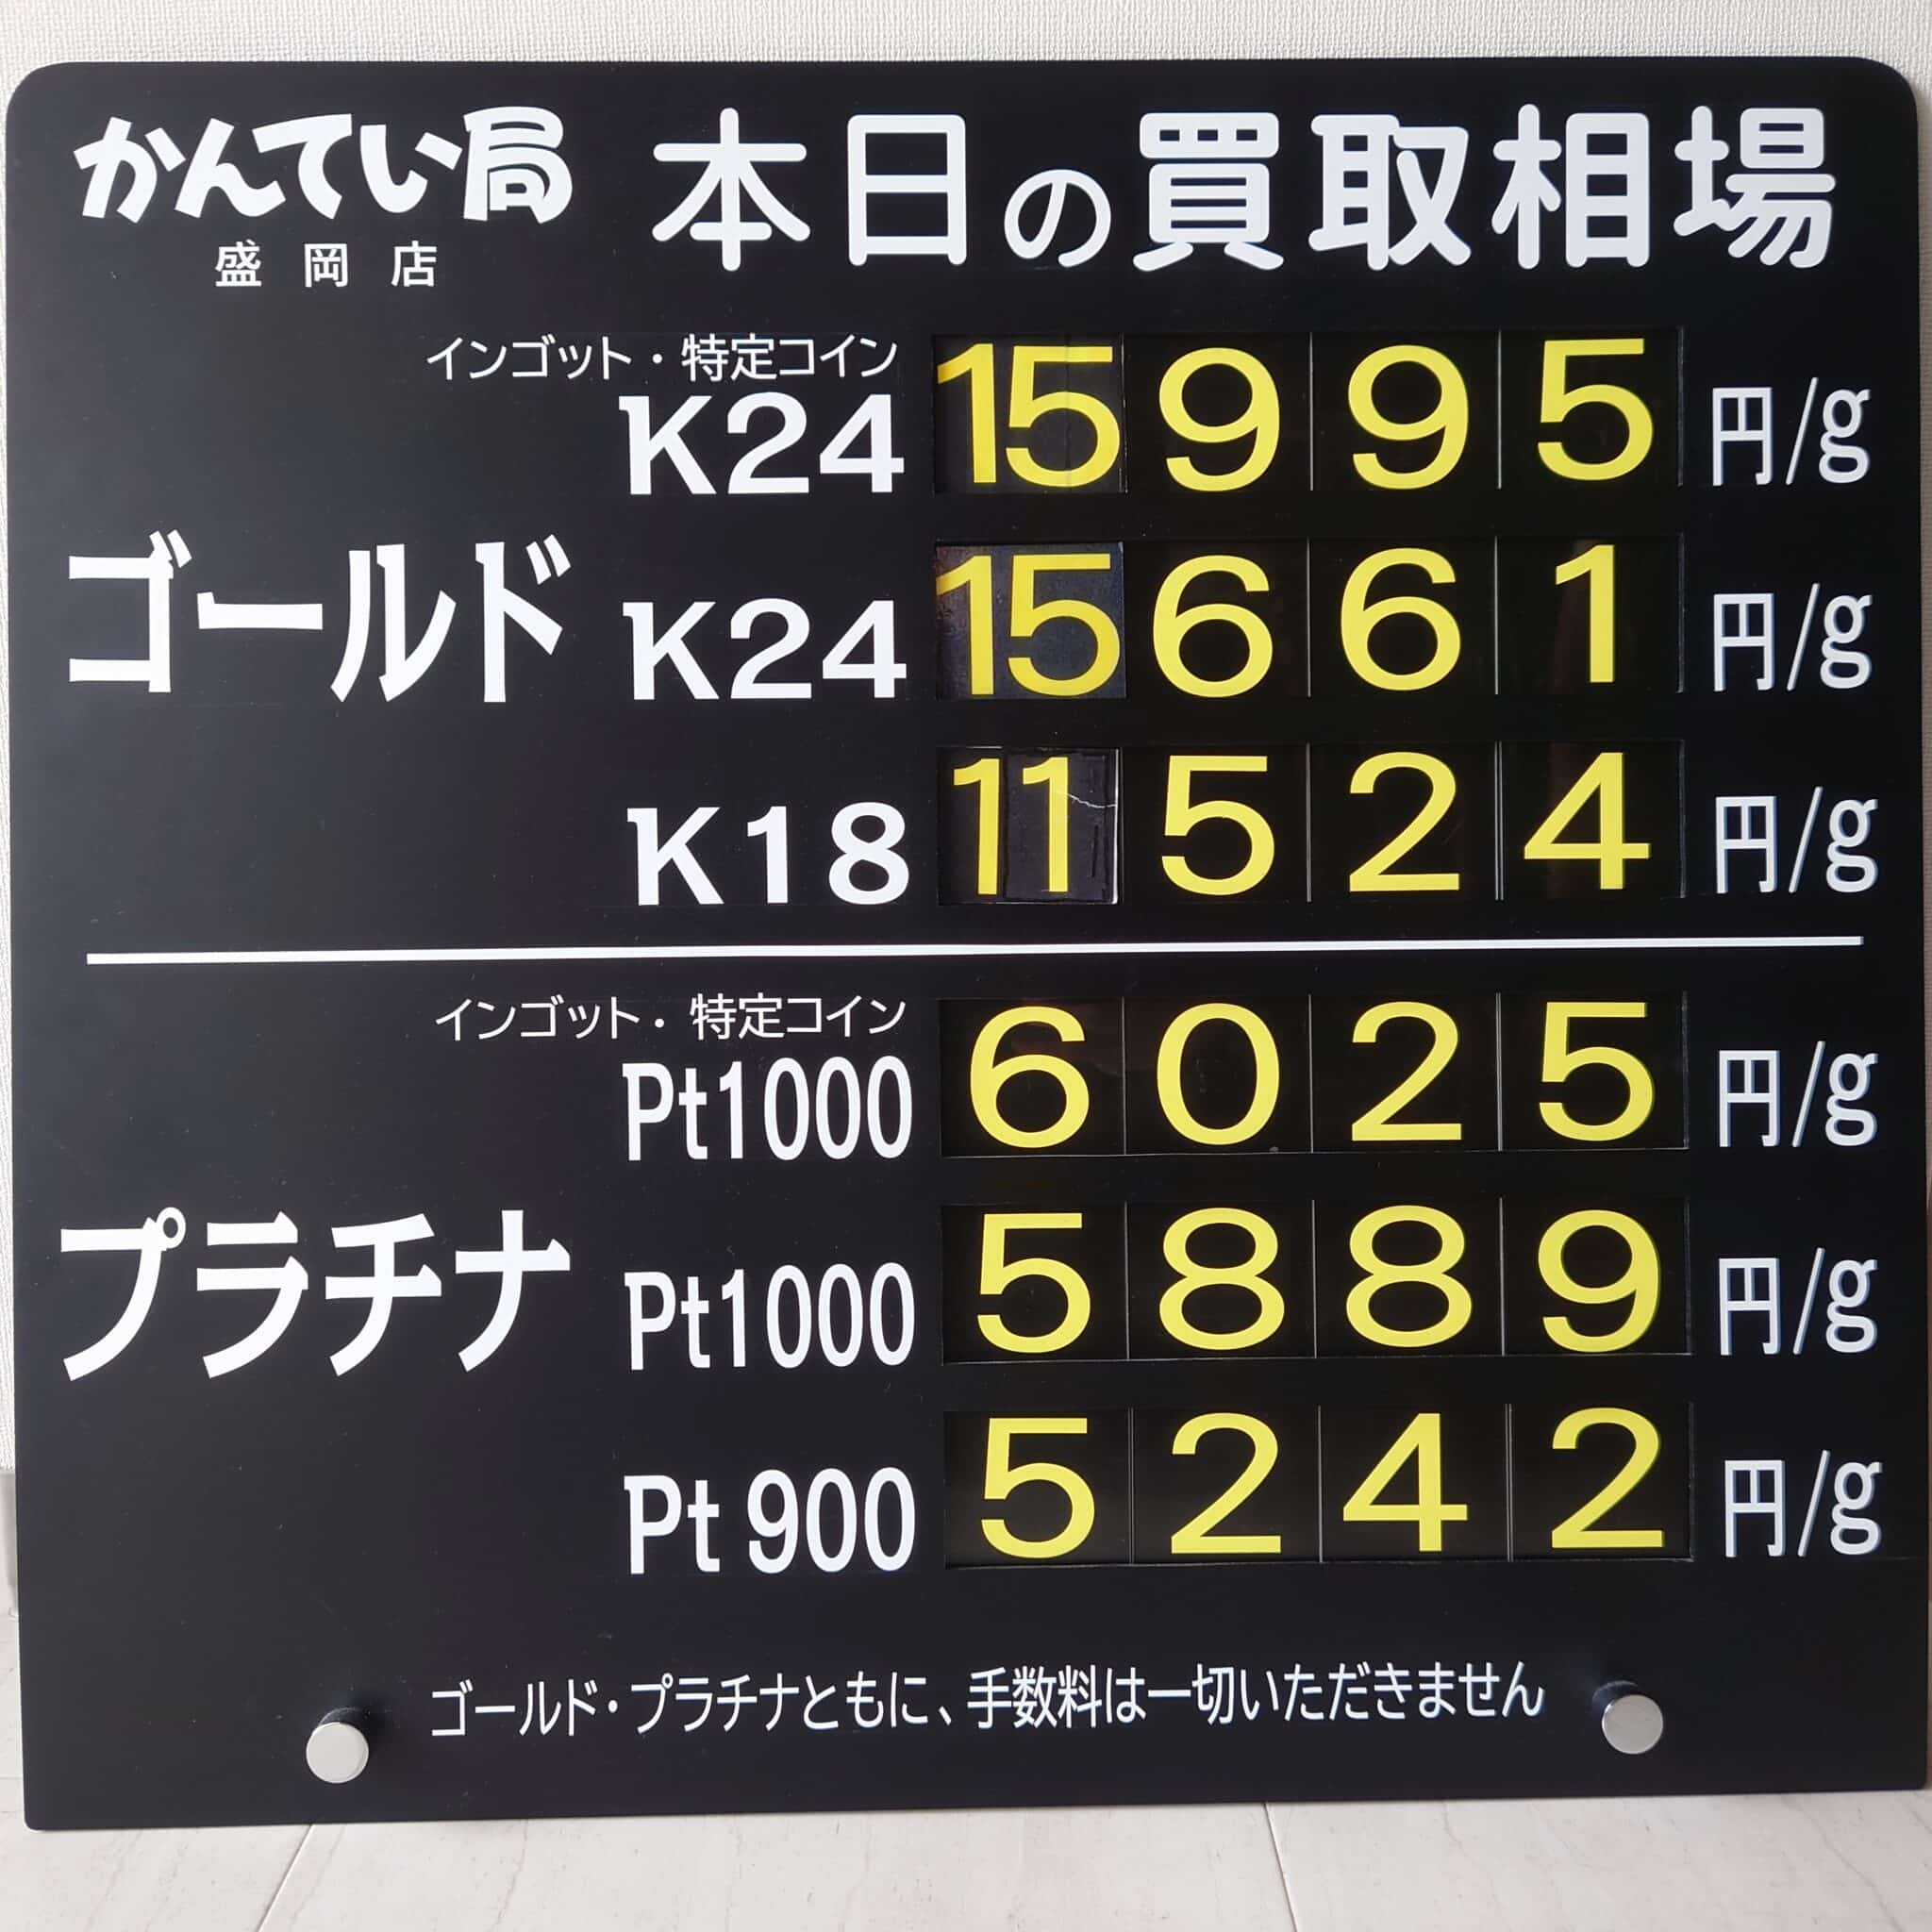 かんてい局 本日の買取相場
盛岡店
インゴット・特定コイン
K24 15995 円/g
ゴールド K24 15661 円/g
K18 11524 円/g
インゴット・特定コイン
Pt1000 6025 円/g
プラチナ Pt1000 5889 円/g
Pt900 5242 円/g
ゴールド・プラチナともに、手数料は一切いただきません